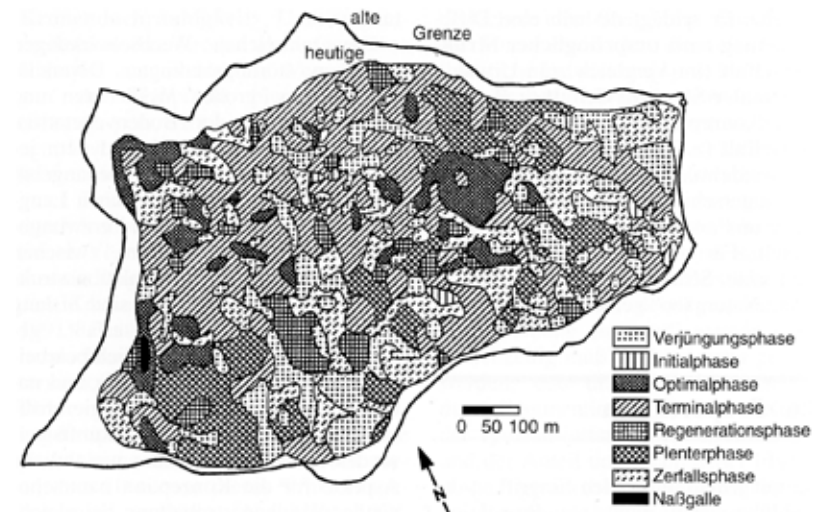 alte
Grenze
heutige
Verjüngungsphase
Initialphase
Optimalphase
Terminalphase
Regenerationsphase
Plenterphase
Zerfallsphase
Naßgalle
0 50 100 m
N